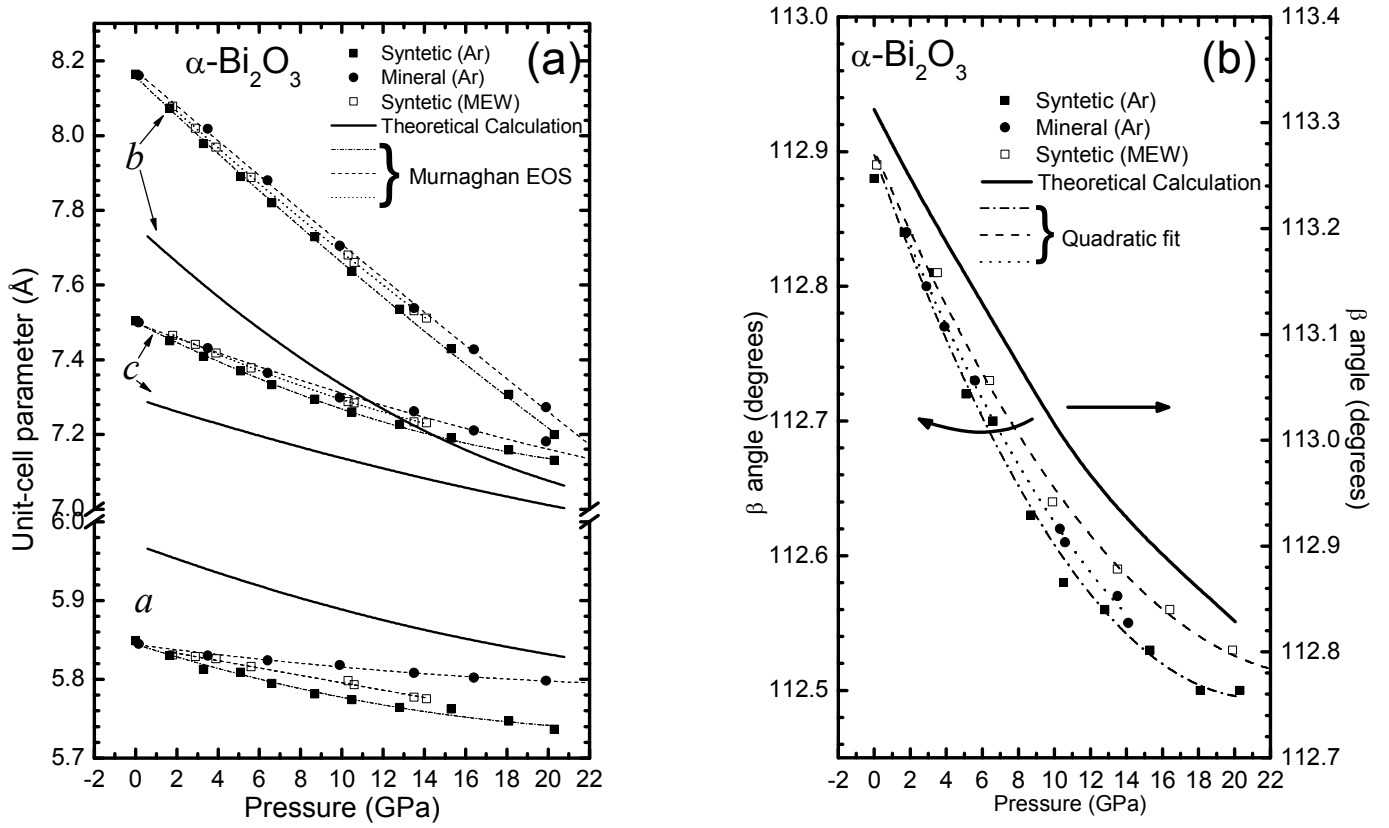 (a)
α-Bi₂O₃
Syntetic (Ar)
Mineral (Ar)
Syntetic (MEW)
Theoretical Calculation
Murnaghan EOS
b
c
a
8.2
8.0
7.8
7.6
7.4
7.2
7.0
6.0
5.9
5.8
5.7
Unit-cell parameter (Å)
-2 0 2 4 6 8 10 12 14 16 18 20 22
Pressure (GPa)
(b)
α-Bi₂O₃
Syntetic (Ar)
Mineral (Ar)
Syntetic (MEW)
Theoretical Calculation
Quadratic fit
113.0
112.9
112.8
112.7
112.6
112.5
β angle (degrees)
113.4
113.3
113.2
113.1
113.0
112.9
112.8
112.7
β angle (degrees)
-2 0 2 4 6 8 10 12 14 16 18 20 22
Pressure (GPa)